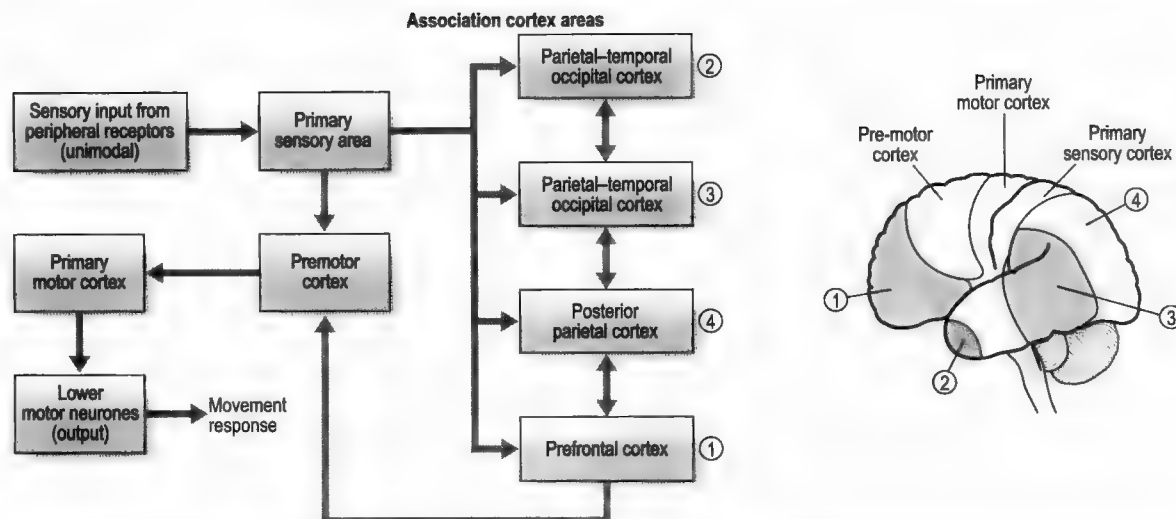 Association cortex areas
Sensory input from
peripheral receptors
(unimodal)
Primary
sensory area
Parietal–temporal
occipital cortex
②
Parietal–temporal
occipital cortex
③
Primary
motor cortex
Premotor
cortex
Posterior
parietal cortex
④
Lower
motor neurones
(output)
Movement
response
Prefrontal cortex
①
Primary
motor cortex
Pre-motor
cortex
Primary
sensory cortex
④
①
③
②